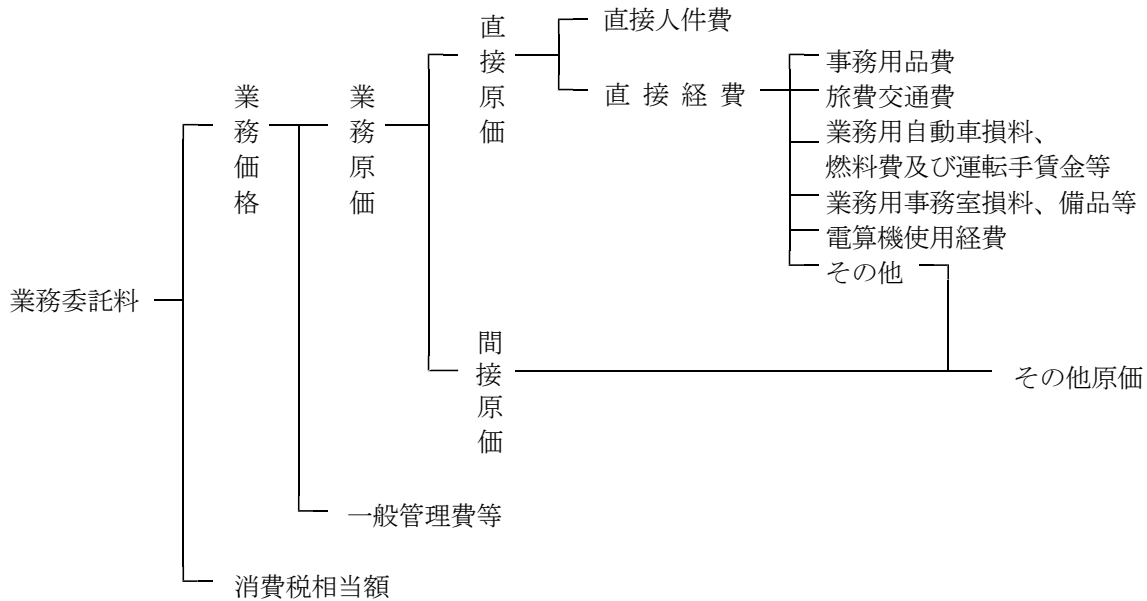 業務委託料
業務価格
消費税相当額
業務原価
一般管理費等
直接原価
間接原価
直接人件費
直接経費
事務用品費
旅費交通費
業務用自動車損料、
燃料費及び運転手賃金等
業務用事務室損料、備品等
電算機使用経費
その他
その他原価